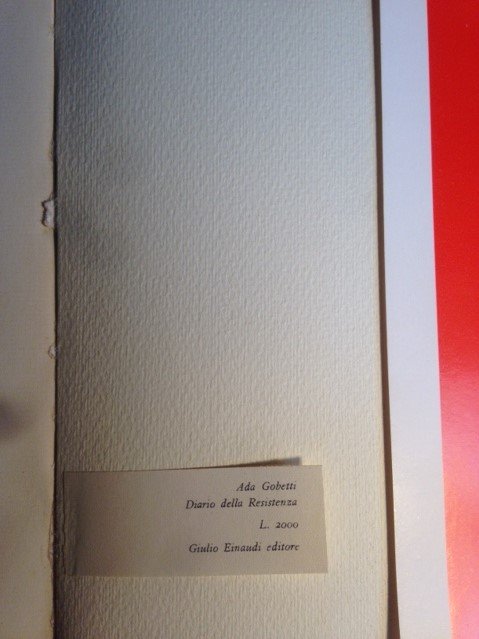 Ada Gobetti
Diario della Resistenza
L. 2000
Giulio Einaudi editore